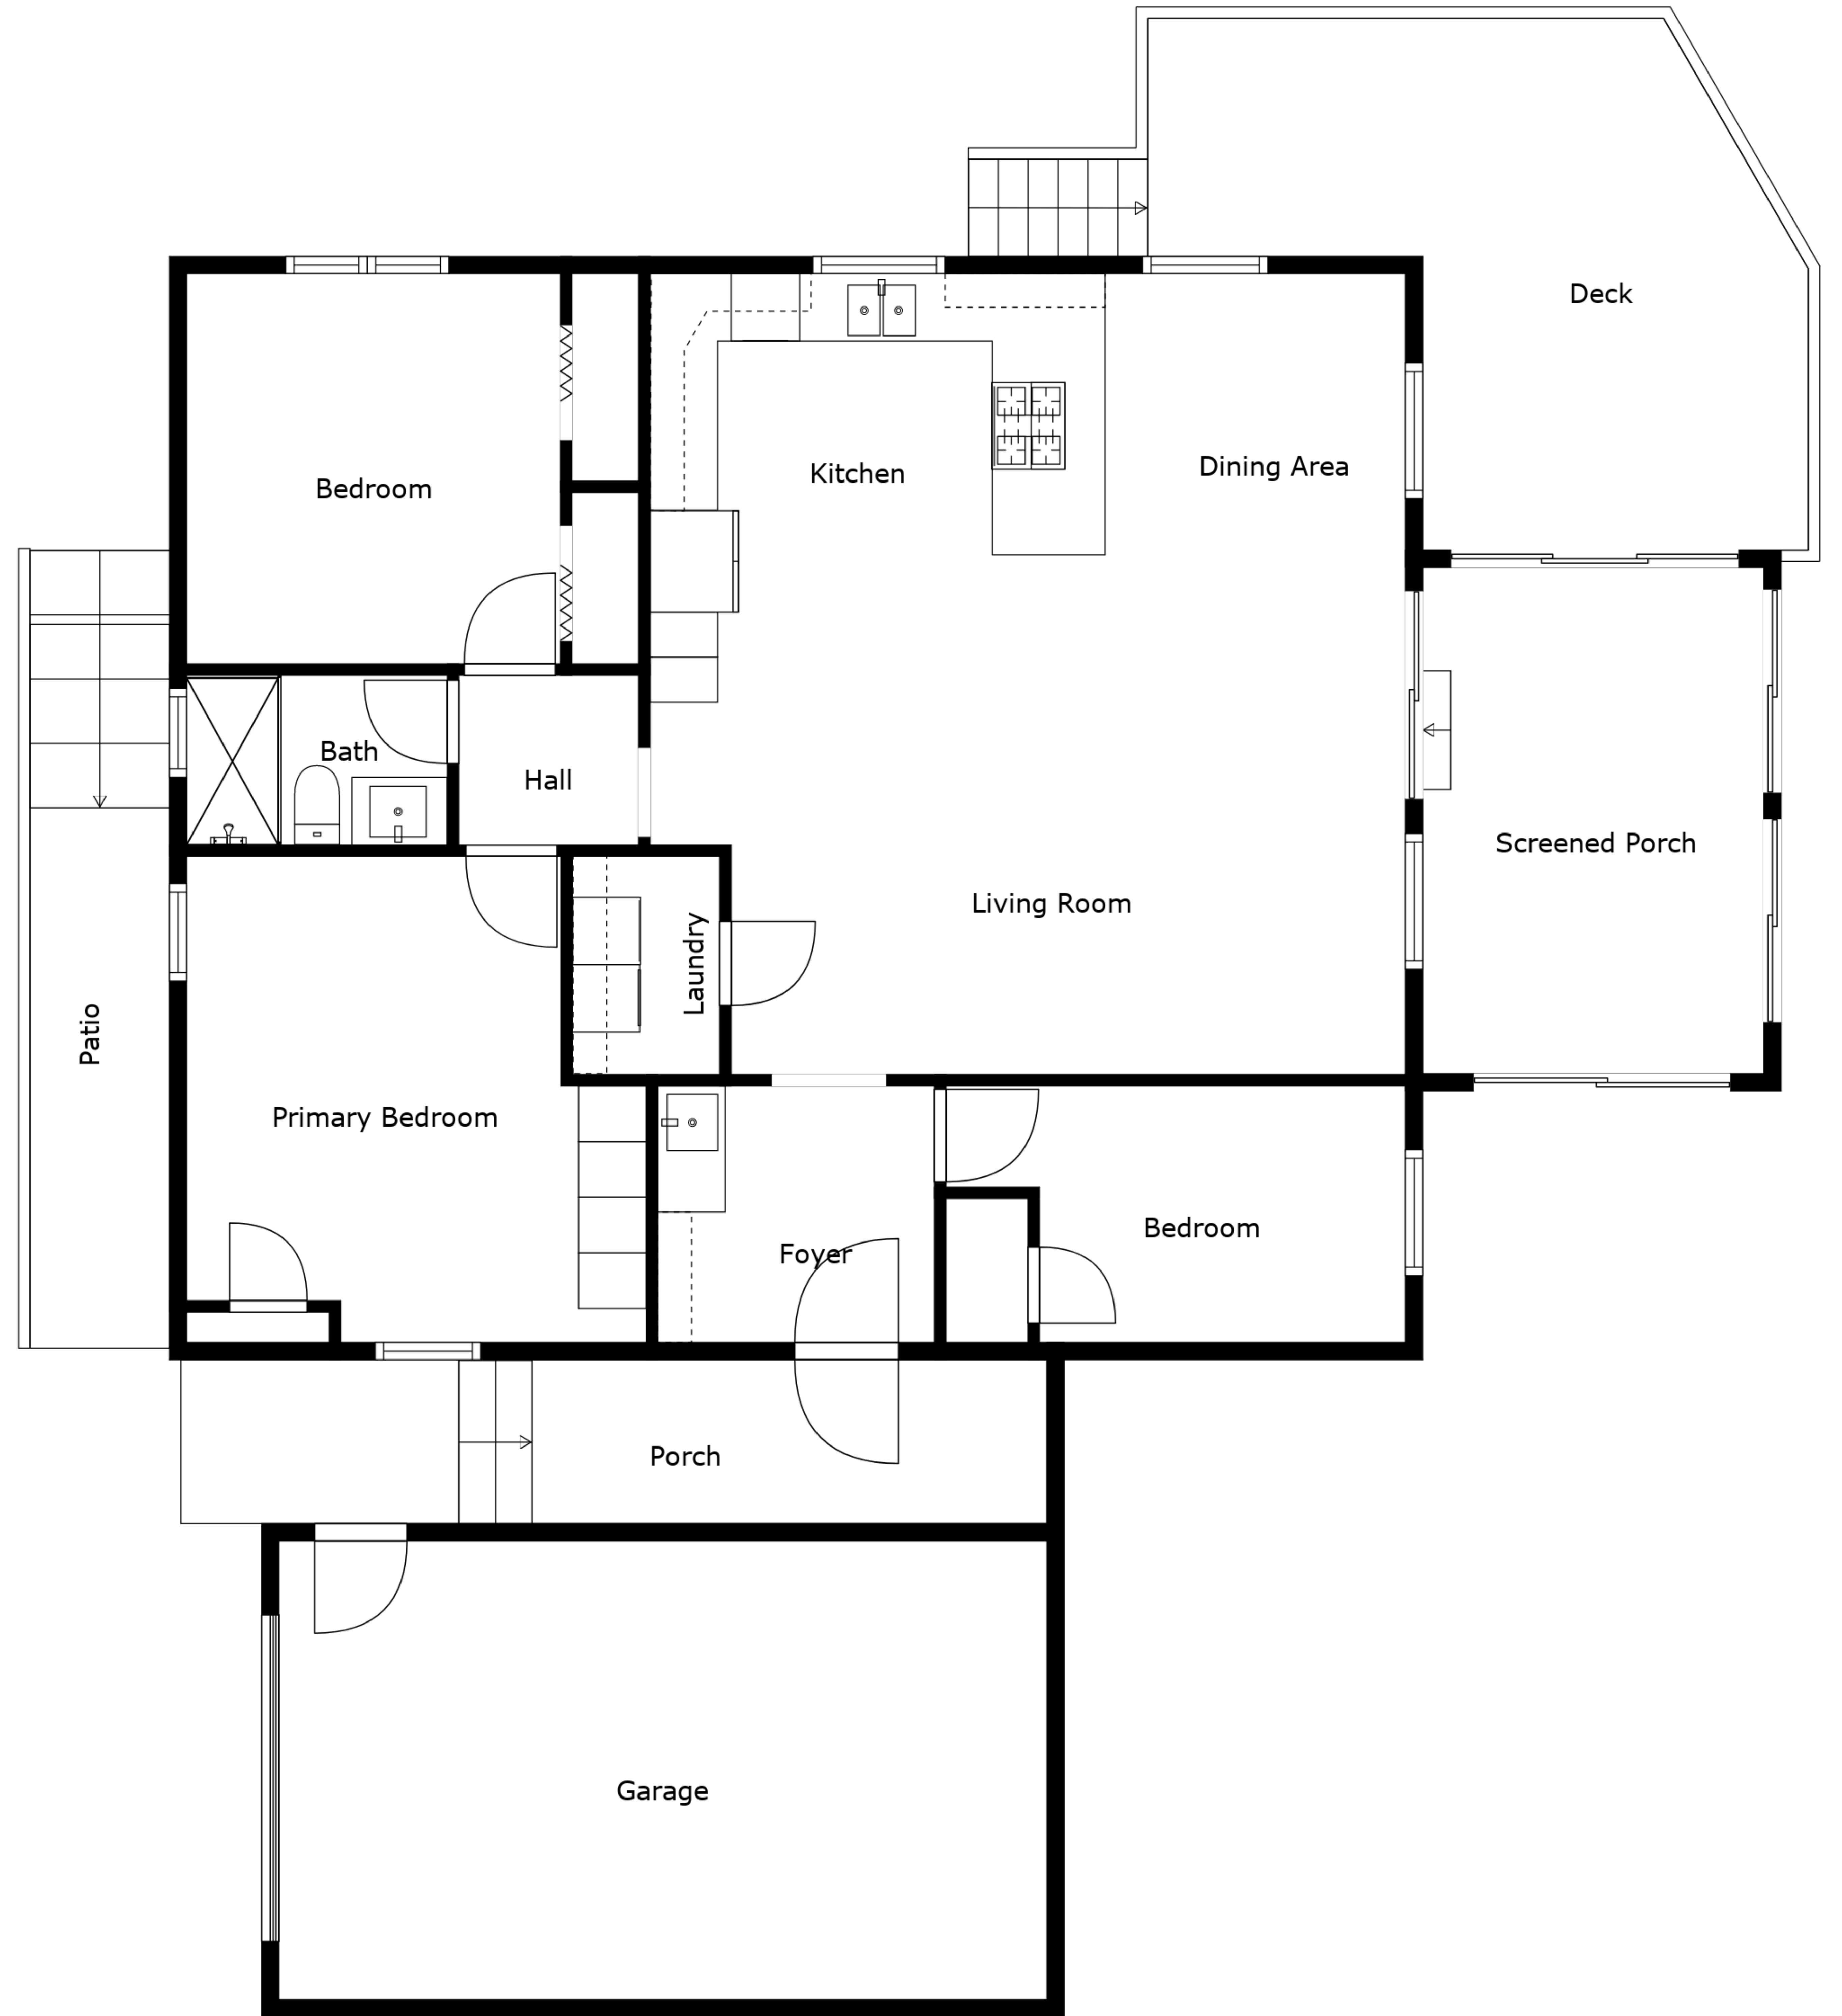 Deck
Bedroom
Kitchen
Dining Area
Bath
Hall
Screened Porch
Living Room
Laundry
Patio
Primary Bedroom
Foyer
Bedroom
Porch
Garage